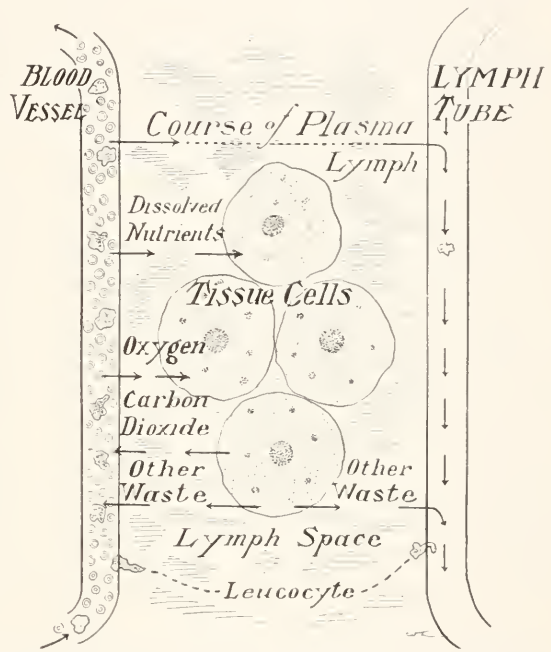 BLOOD
VESSEL
LYMPH
TUBE
Course of Plasma
Lymph
Dissolved
Nutrients
Tissue Cells
Oxygen
Carbon
Dioxide
Other
Waste
Other
Waste
Lymph Space
Leucocyte